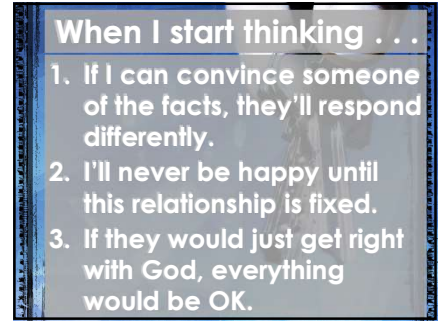 When I start thinking . . .
1. If I can convince someone
of the facts, they'll respond
differently.
2. I'll never be happy until
this relationship is fixed.
3. If they would just get right
with God, everything
would be OK.